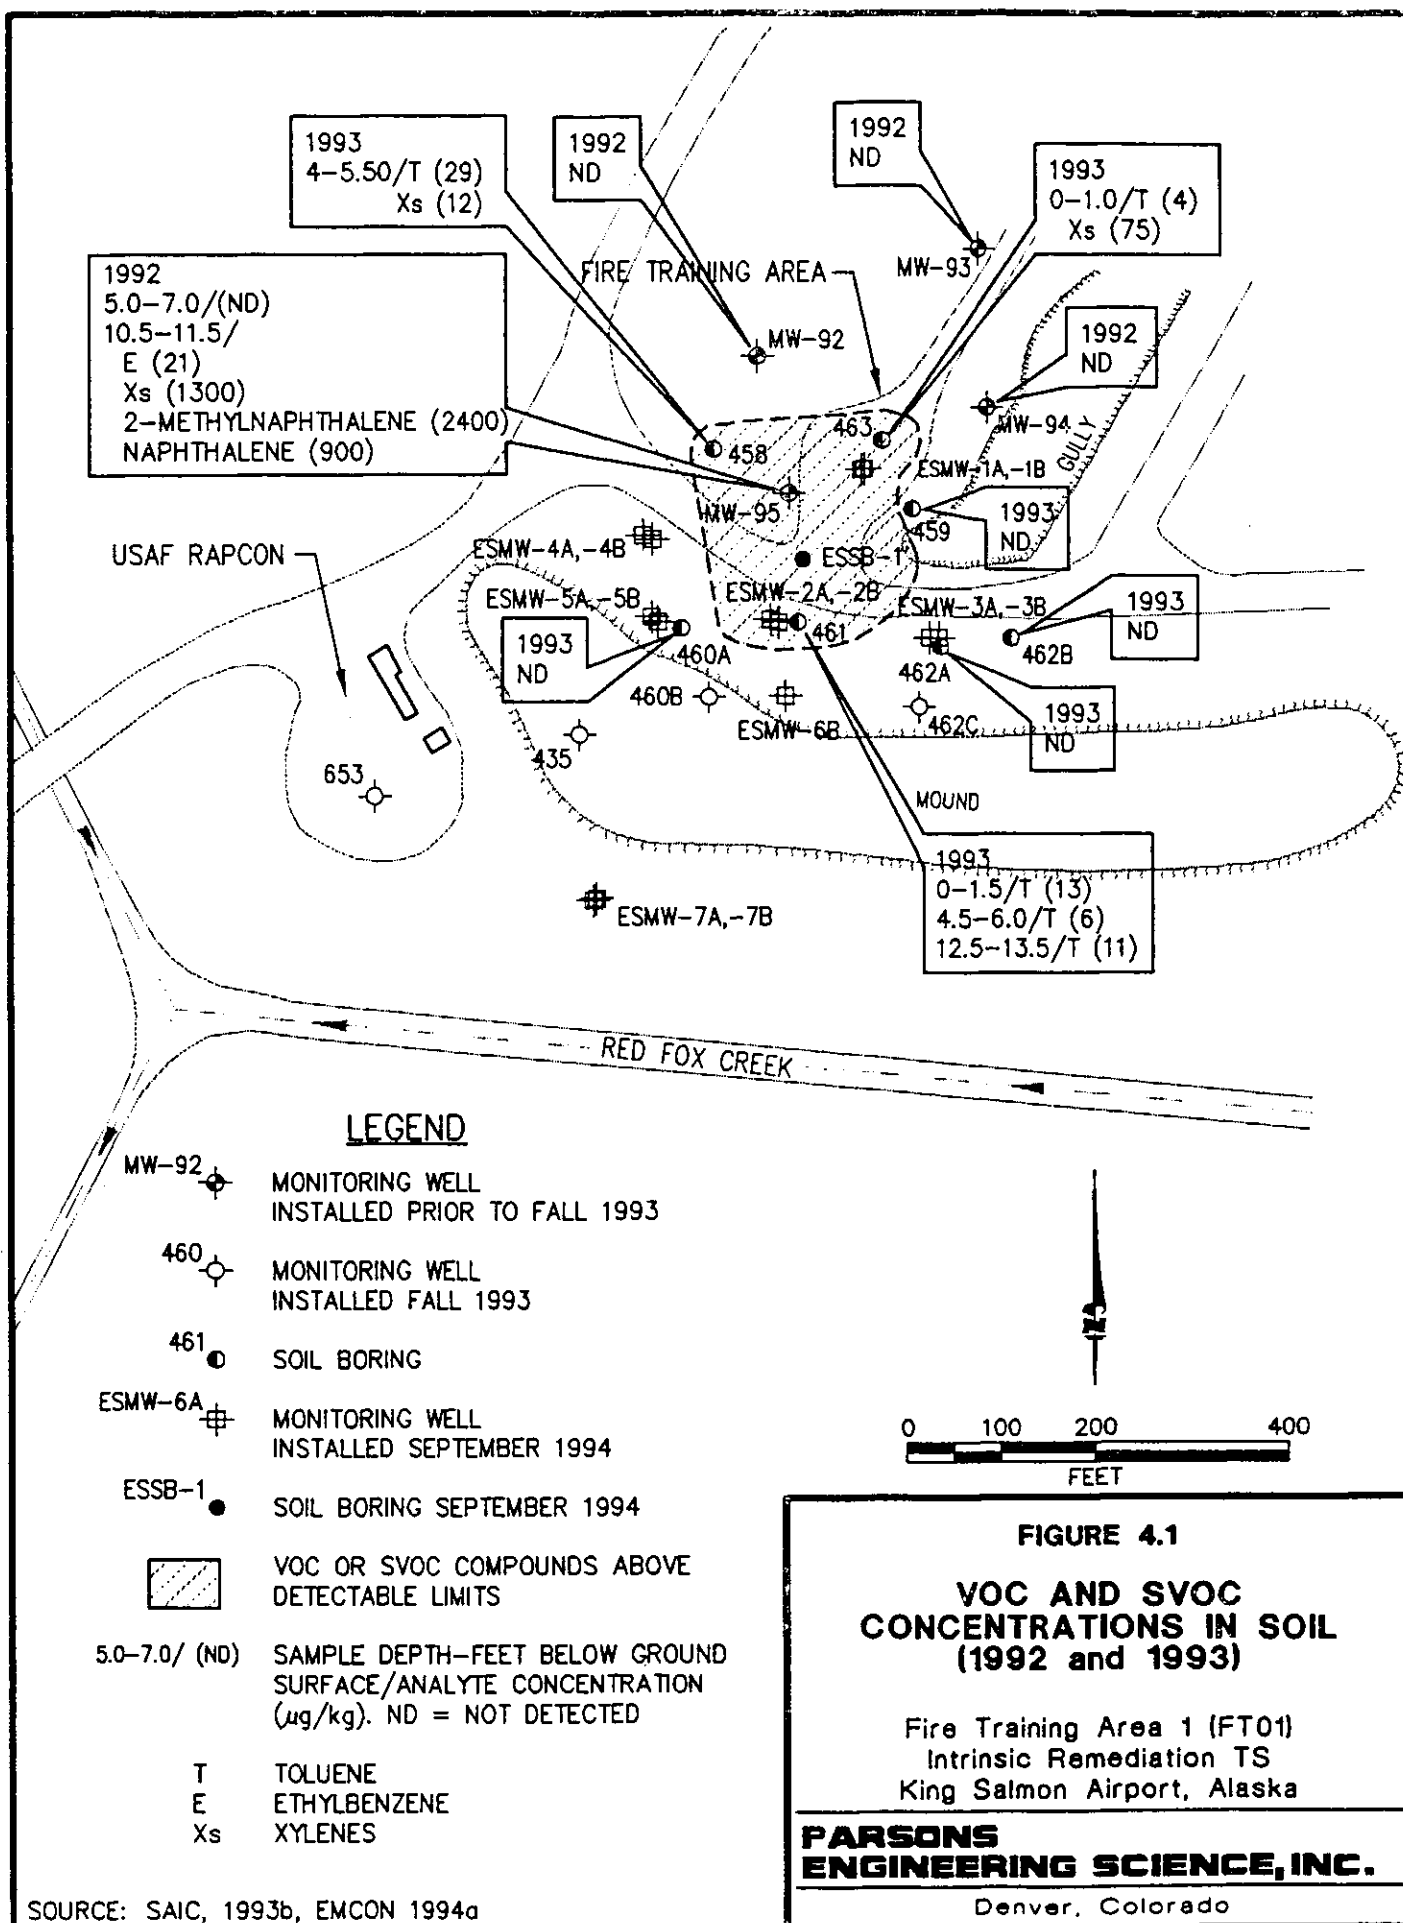 1993
4-5.50/T (29)
Xs (12)
1992
ND
1992
ND
1993
0-1.0/T (4)
Xs (75)
1992
5.0-7.0/(ND)
10.5-11.5/
E (21)
Xs (1300)
2-METHYLNAPHTHALENE (2400)
NAPHTHALENE (900)
FIRE TRAINING AREA
MW-93
MW-92
1992
ND
MW-94
GULLY
463
458
ESMW-1A,-1B
MW-95
459
1993
ND
USAF RAPCON
ESMW-4A,-4B
ESSB-1
ESMW-5A,-5B
ESMW-2A,-2B
ESMW-3A,-3B
1993
ND
1993
ND
460A
461
462A
462B
460B
ESMW-6B
462C
1993
ND
435
653
MOUND
1993
0-1.5/T (13)
4.5-6.0/T (6)
12.5-13.5/T (11)
ESMW-7A,-7B
RED FOX CREEK
LEGEND
MW-92 MONITORING WELL
INSTALLED PRIOR TO FALL 1993
460 MONITORING WELL
INSTALLED FALL 1993
461 SOIL BORING
ESMW-6A MONITORING WELL
INSTALLED SEPTEMBER 1994
ESSB-1 SOIL BORING SEPTEMBER 1994
VOC OR SVOC COMPOUNDS ABOVE
DETECTABLE LIMITS
5.0-7.0/ (ND) SAMPLE DEPTH-FEET BELOW GROUND
SURFACE/ANALYTE CONCENTRATION
(µg/kg). ND = NOT DETECTED
T TOLUENE
E ETHYLBENZENE
Xs XYLENES
SOURCE: SAIC, 1993b, EMCON 1994a
N
0 100 200 400
FEET
FIGURE 4.1
VOC AND SVOC
CONCENTRATIONS IN SOIL
(1992 and 1993)
Fire Training Area 1 (FT01)
Intrinsic Remediation TS
King Salmon Airport, Alaska
PARSONS
ENGINEERING SCIENCE, INC.
Denver, Colorado